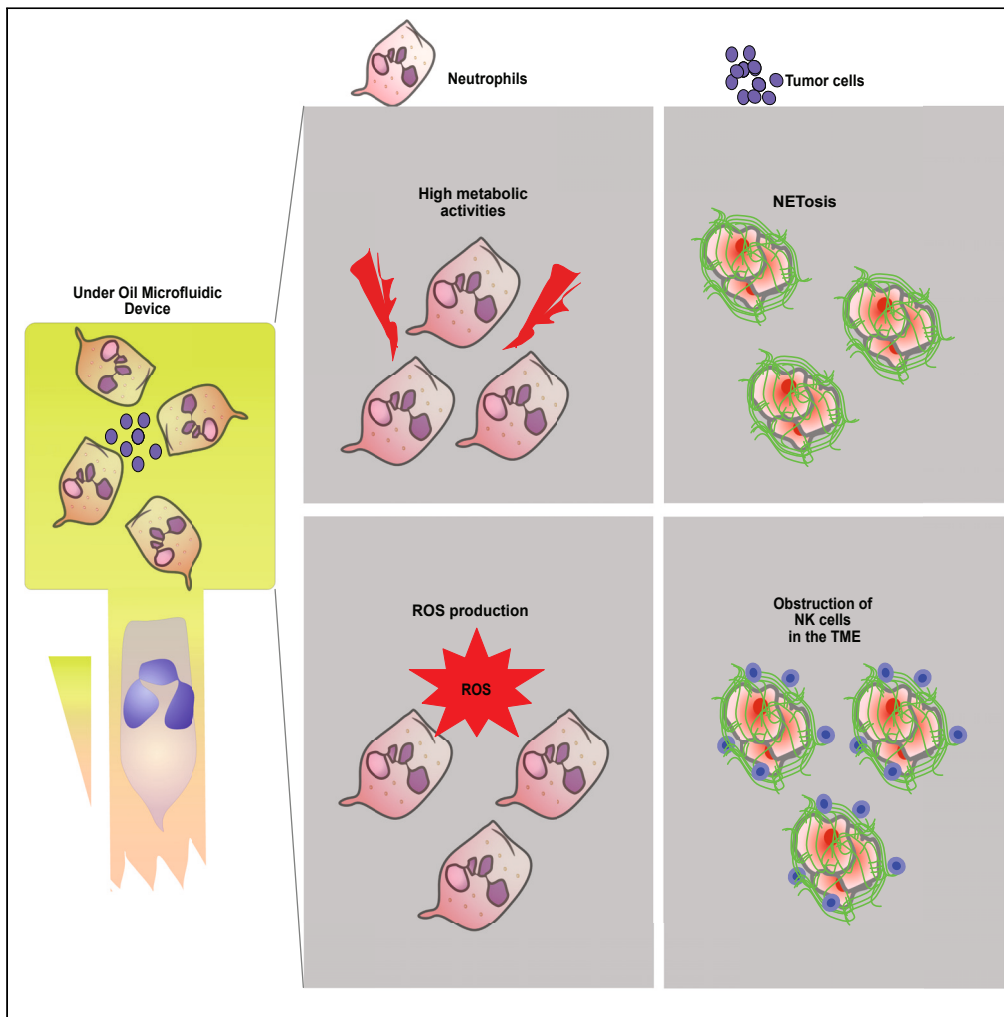 Neutrophils
Tumor cells
Under Oil Microfluidic
Device
High metabolic
activities
NETosis
ROS production
ROS
Obstruction of
NK cells
in the TME